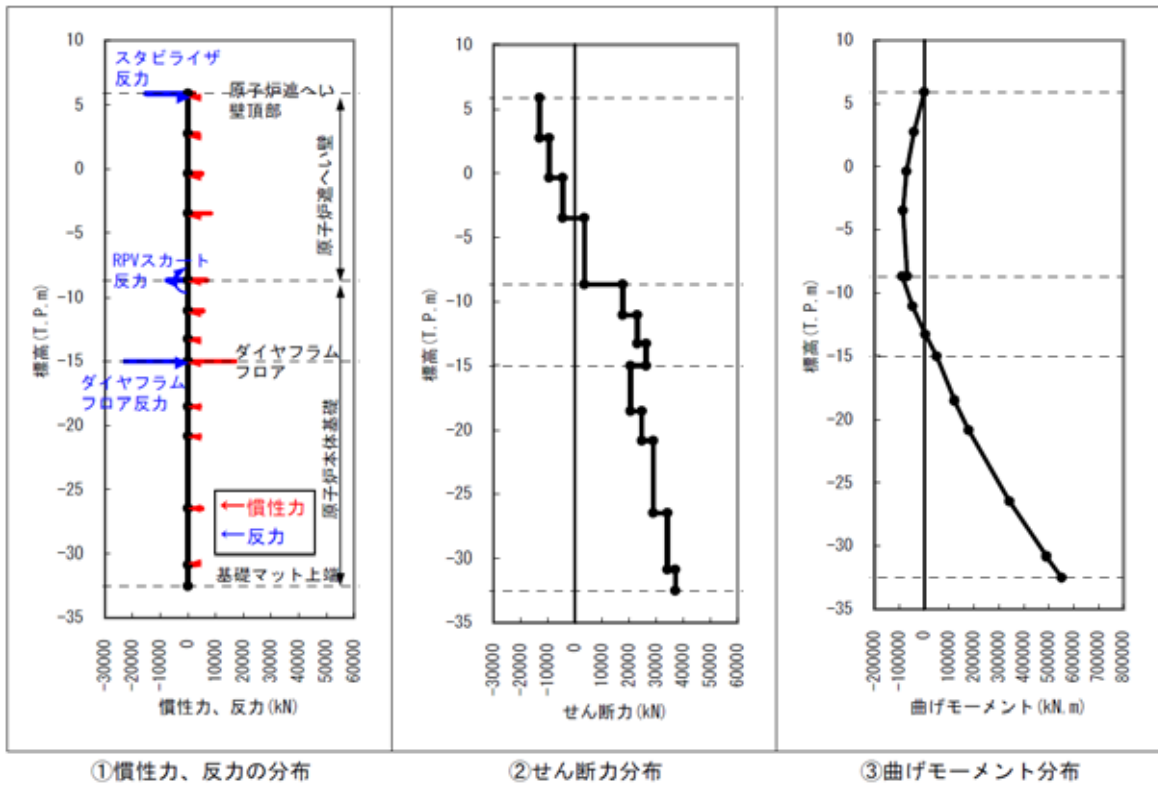 10
5
0
-5
-10
-15
-20
-25
-30
-35
標高(T.P.m)
スタビライザ
反力
原子炉遮へい
壁頂部
原子炉遮へい壁
RPVスカート
反力
ダイヤフラム
フロア
ダイヤフラム
フロア反力
原子炉本体基礎
←慣性力
←反力
基礎マット上端
-30000
-20000
-10000
0
10000
20000
30000
40000
50000
60000
慣性力、反力(kN)
①慣性力、反力の分布
10
5
0
-5
-10
-15
-20
-25
-30
-35
標高(T.P.m)
-30000
-20000
-10000
0
10000
20000
30000
40000
50000
60000
せん断力(kN)
②せん断力分布
10
5
0
-5
-10
-15
-20
-25
-30
-35
標高(T.P.m)
-200000
-100000
0
100000
200000
300000
400000
500000
600000
700000
800000
曲げモーメント(kN.m)
③曲げモーメント分布